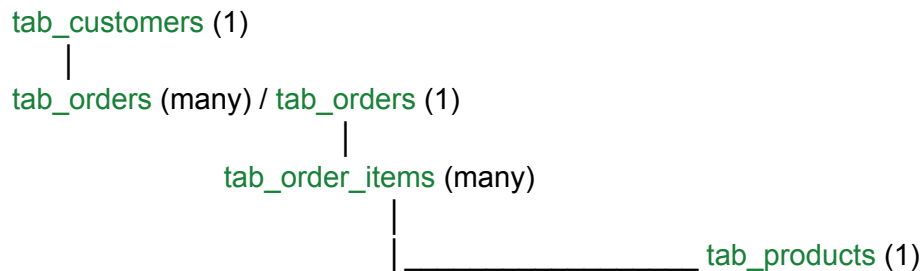 tab_customers (1)
tab_orders (many) / tab_orders (1)
tab_order_items (many)
tab_products (1)